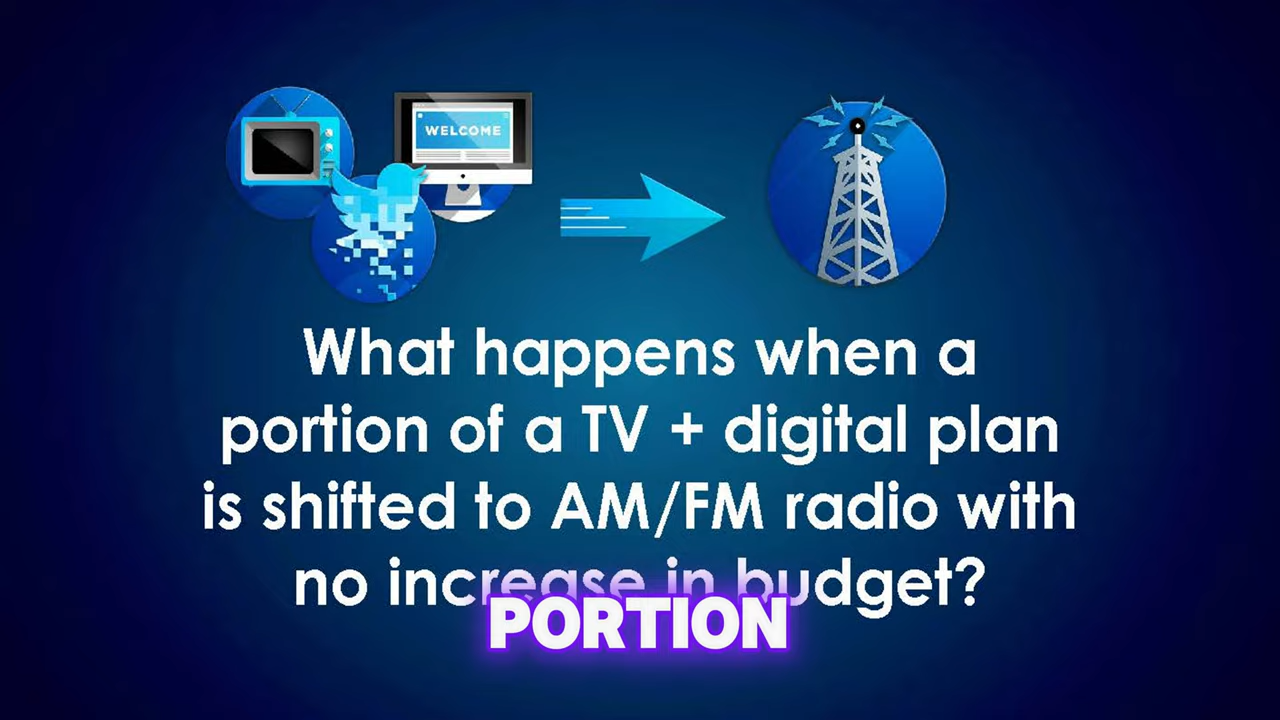 WELCOME
What happens when a
portion of a TV + digital plan
is shifted to AM/FM radio with
no increase in budget?
PORTION